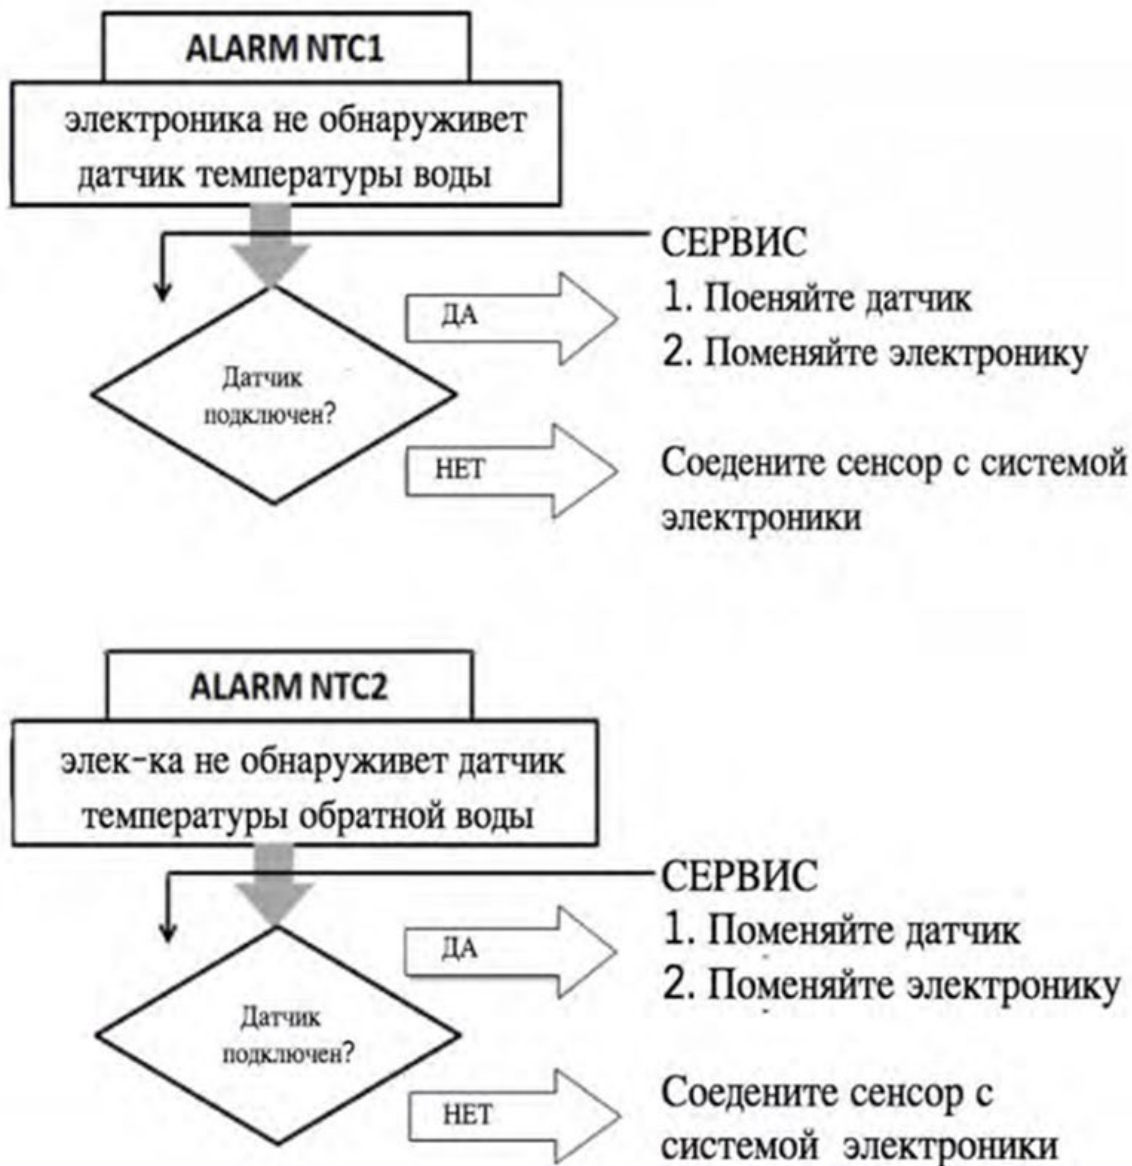 ALARM NTC1
электроника не обнаруживет
датчик температуры воды
СЕРВИС
1. Поеняйте датчик
2. Поменяйте электронику
ДА
Датчик
подключен?
НЕТ
Соедените сенсор с системой
электроники
ALARM NTC2
элек-ка не обнаруживет датчик
температуры обратной воды
СЕРВИС
1. Поменяйте датчик
2. Поменяйте электронику
ДА
Датчик
подключен?
НЕТ
Соедените сенсор с
системой электроники